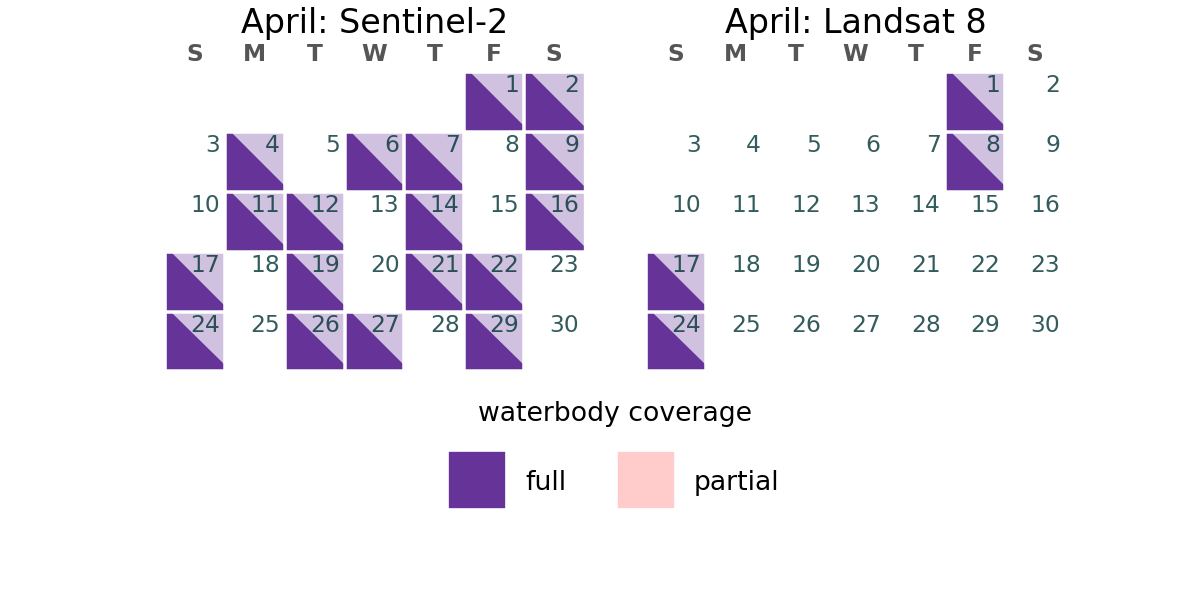 April: Sentinel-2
S M T W T F S
1 2
3 4 5 6 7 8 9
10 11 12 13 14 15 16
17 18 19 20 21 22 23
24 25 26 27 28 29 30
April: Landsat 8
S M T W T F S
1 2
3 4 5 6 7 8 9
10 11 12 13 14 15 16
17 18 19 20 21 22 23
24 25 26 27 28 29 30
waterbody coverage
full
partial